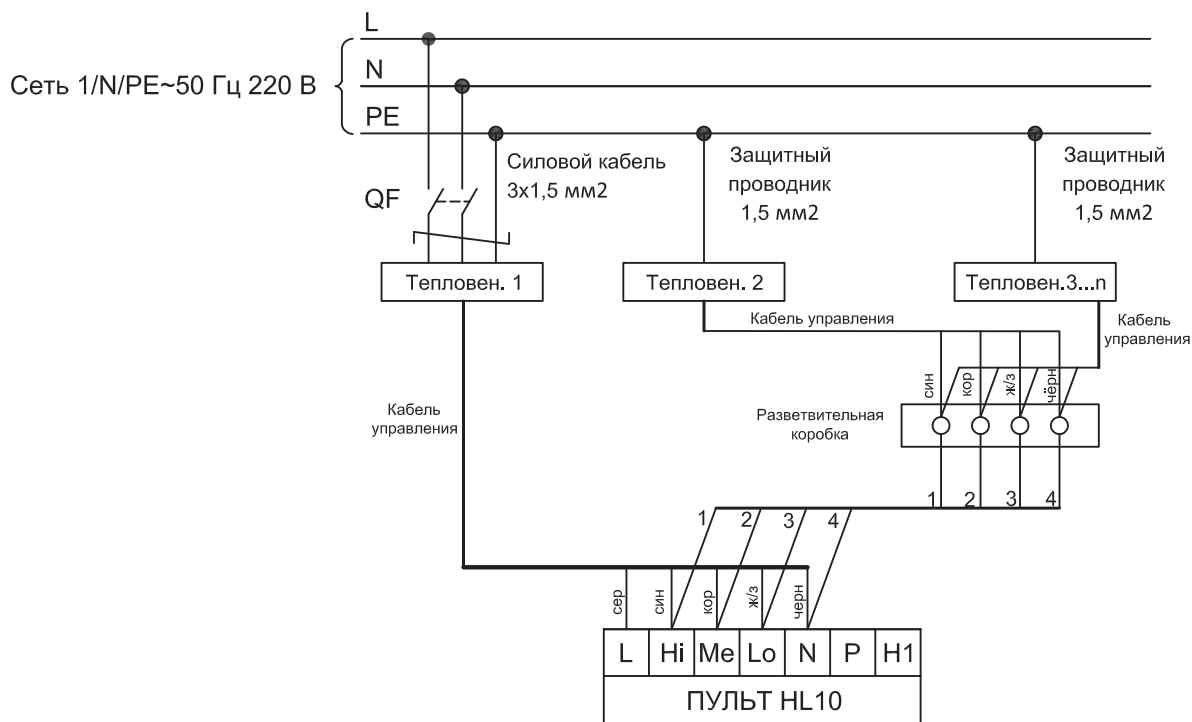 L
Сеть 1/N/PE~50 Гц 220 В
N
PE
Силовой кабель
3х1,5 мм2
Защитный
проводник
1,5 мм2
Защитный
проводник
1,5 мм2
QF
Тепловен. 1
Тепловен. 2
Тепловен.3...n
Кабель управления
Кабель
управления
син
кор
ж/з
чёрн
Кабель
управления
Разветвительная
коробка
1 2 3 4
1 2 3 4
сер
син
кор
ж/з
черн
L Hi Me Lo N P H1
ПУЛЬТ HL10